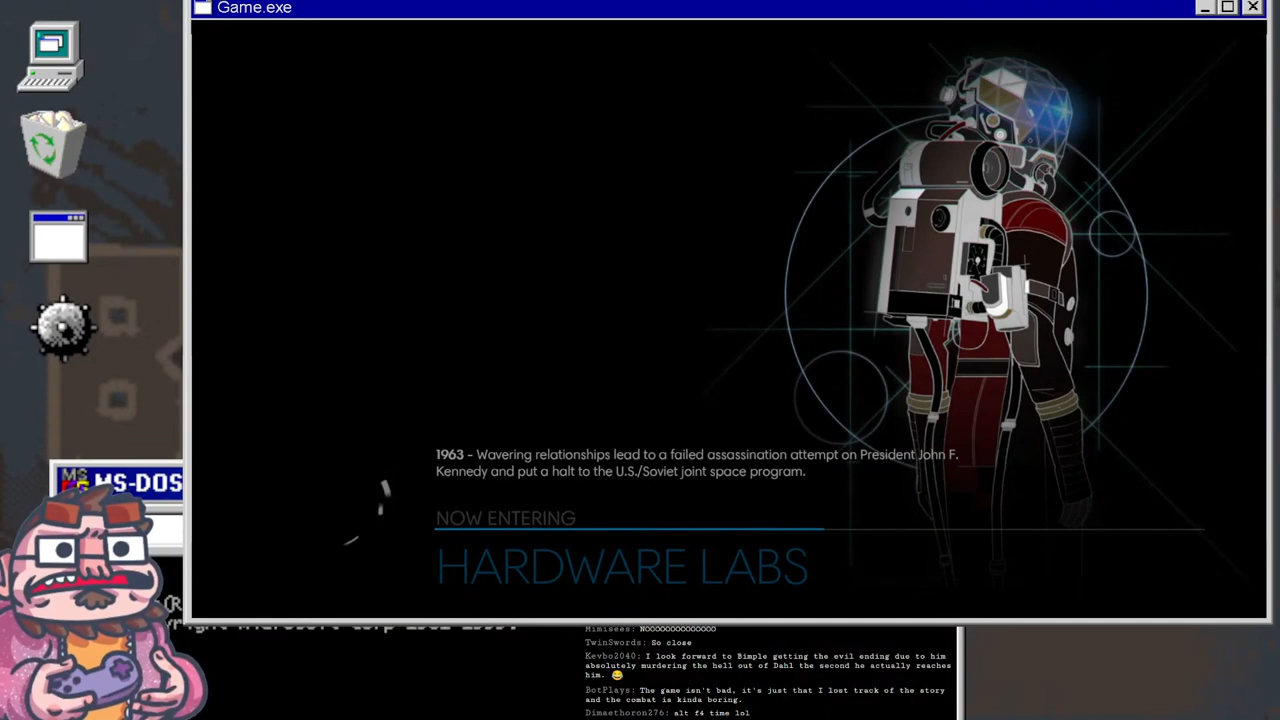 Game.exe
1963 - Wavering relationships lead to a failed assassination attempt on President John F.
Kennedy and put a halt to the U.S./Soviet joint space program.
NOW ENTERING
HARDWARE LABS
MS-DOS
Mimisees: NOOOOOOOOOOOOOO
TwinSwords: So close
Kevbo2040: I look forward to Bimple getting the evil ending due to him
absolutely murdering the hell out of Dahl the second he actually reaches
him. 😂
BotPlays: The game isn't bad, it's just that I lost track of the story
and the combat is kinda boring.
Dimaethoron276: alt f4 time lol